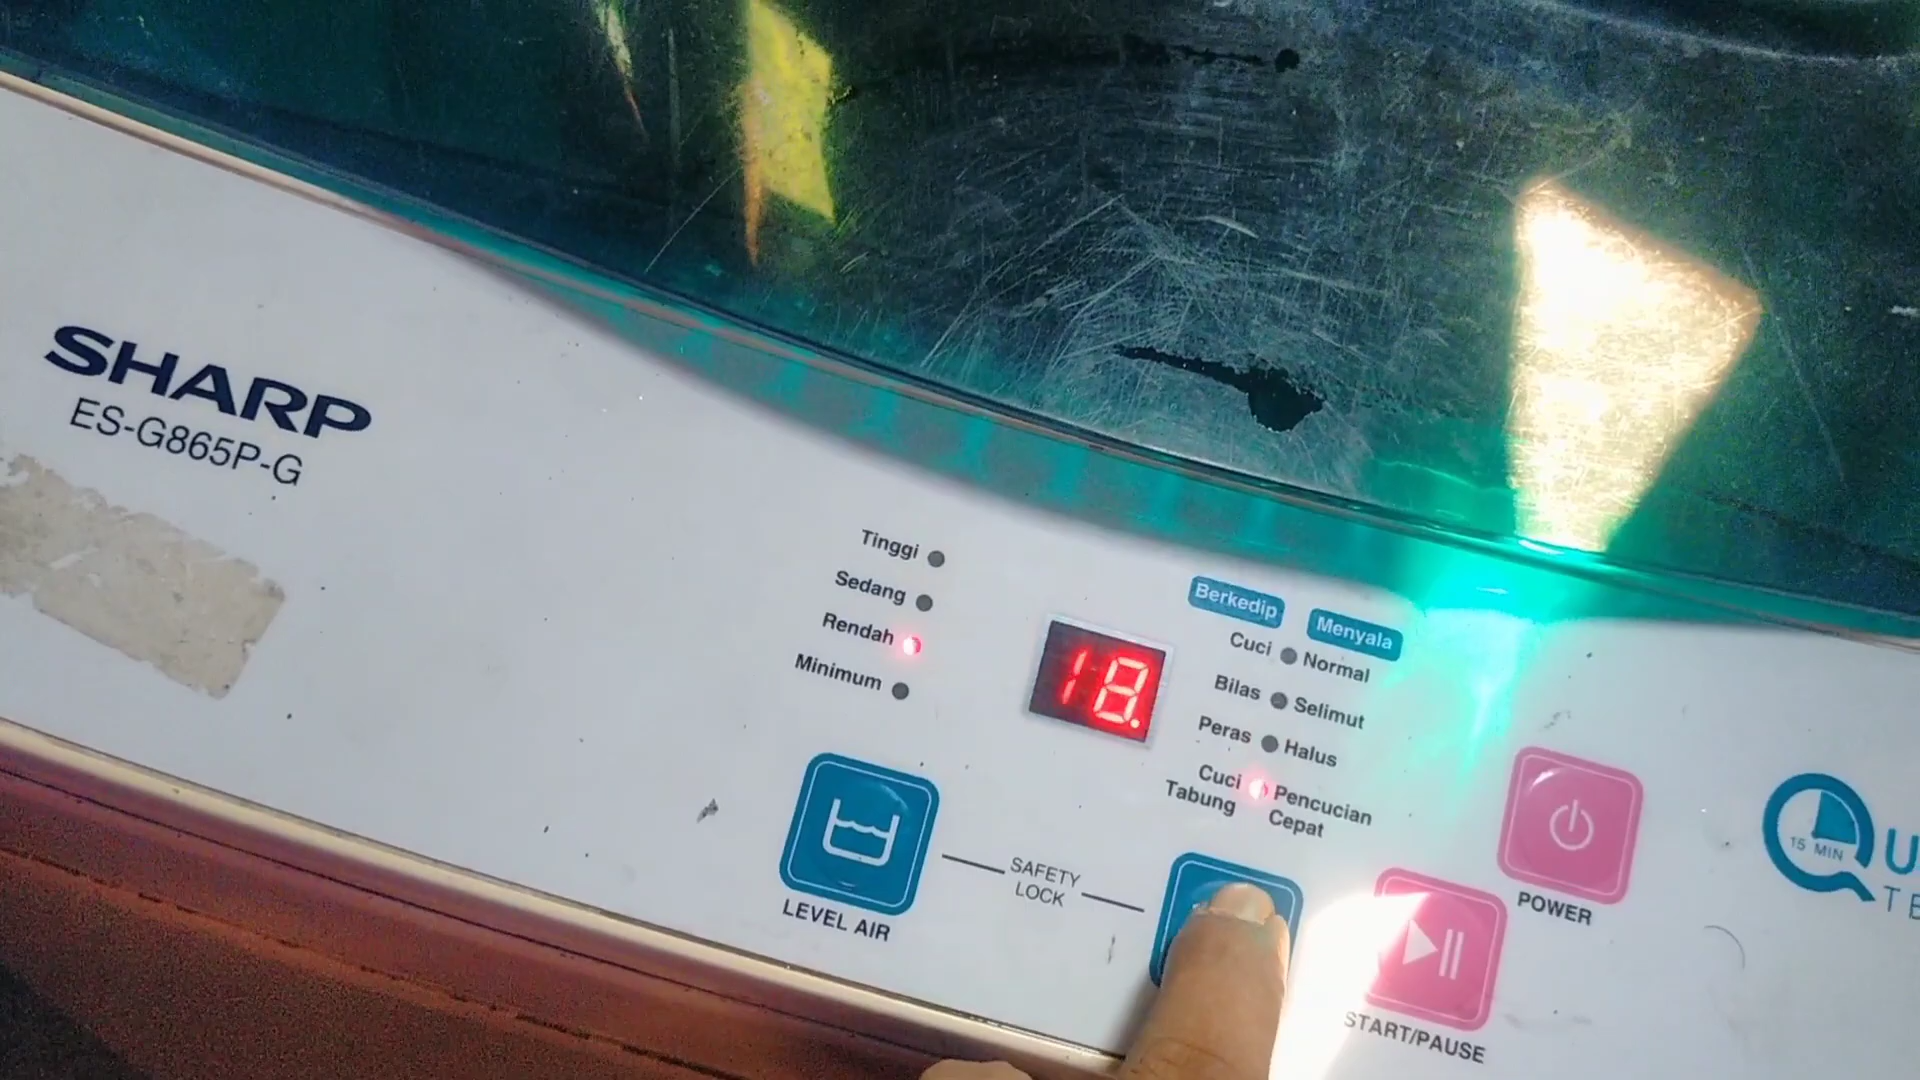 SHARP
ES-G865P-G
Tinggi
Sedang
Rendah
Minimum
18.
Berkedip
Menyala
Cuci Normal
Bilas Selimut
Peras Halus
Cuci Tabung
Pencucian Cepat
LEVEL AIR
SAFETY
LOCK
START/PAUSE
POWER
15 MIN